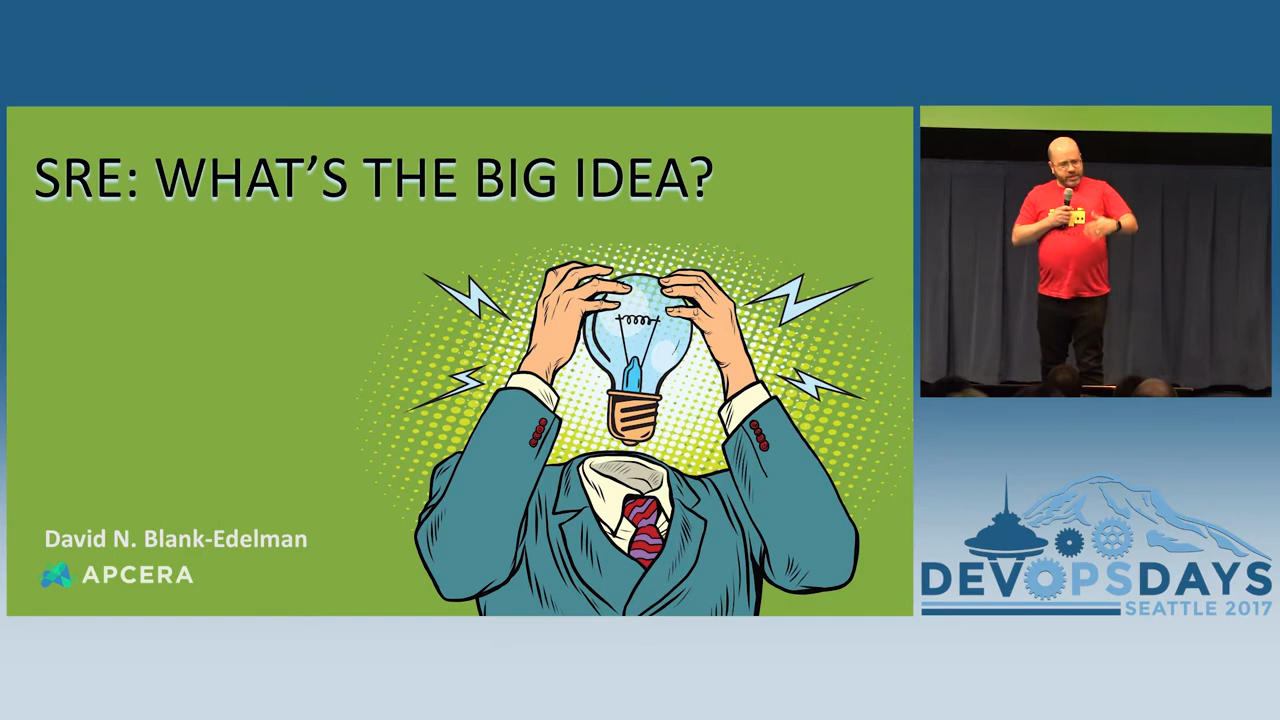 SRE: WHAT'S THE BIG IDEA?
David N. Blank-Edelman
APCERA
DEVOPSDAYS
SEATTLE 2017